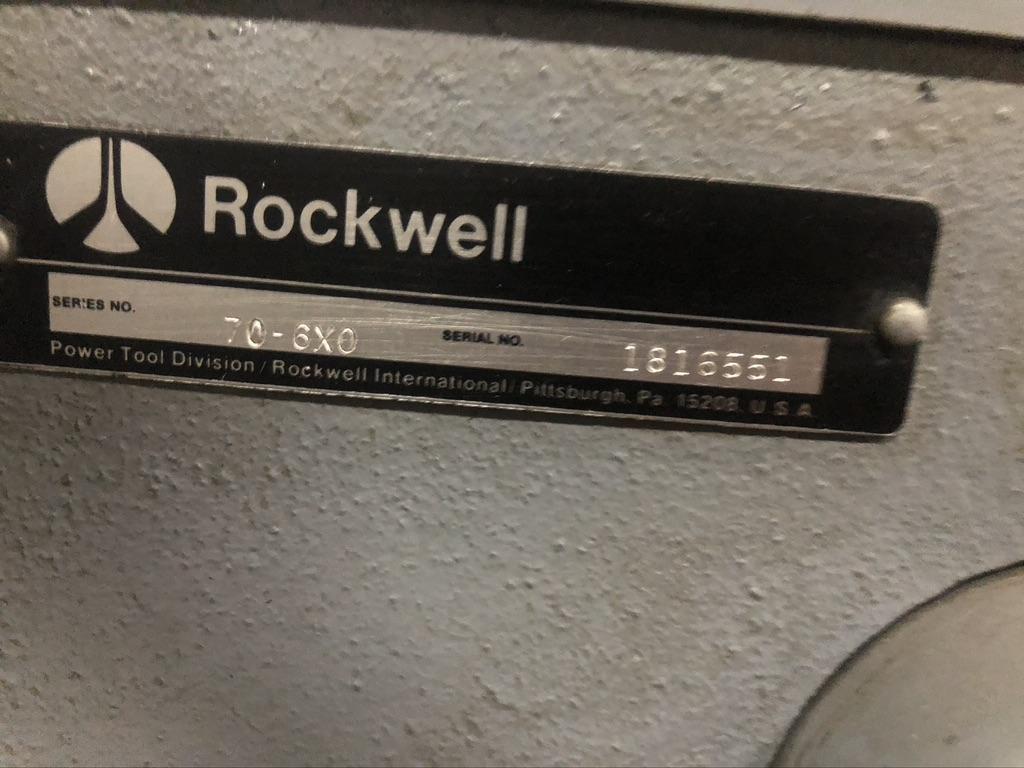 Rockwell
SERIES NO. 70-6X0 SERIAL NO. 1816551
Power Tool Division / Rockwell International / Pittsburgh, Pa. 15208, U.S.A.